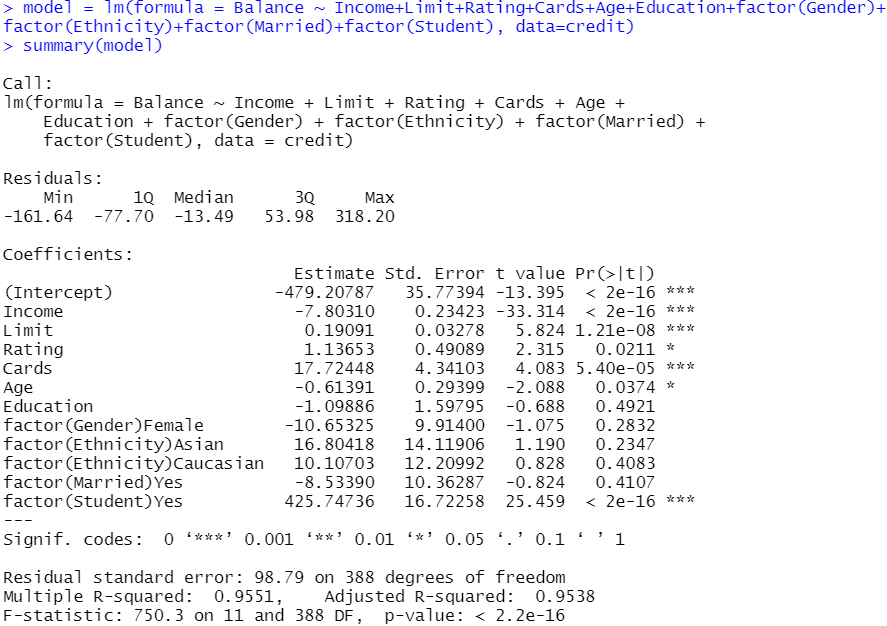 > model = lm(formula = Balance ~ Income+Limit+Rating+Cards+Age+Education+factor(Gender)+
factor(Ethnicity)+factor(Married)+factor(Student), data=credit)
> summary(model)
Call:
lm(formula = Balance ~ Income + Limit + Rating + Cards + Age +
    Education + factor(Gender) + factor(Ethnicity) + factor(Married) +
    factor(Student), data = credit)
Residuals:
    Min      1Q  Median      3Q     Max
-161.64  -77.70  -13.49   53.98  318.20
Coefficients:
                             Estimate Std. Error t value Pr(>|t|)
(Intercept)                -479.20787   35.77394 -13.395  < 2e-16 ***
Income                       -7.80310    0.23423 -33.314  < 2e-16 ***
Limit                         0.19091    0.03278   5.824 1.21e-08 ***
Rating                        1.13653    0.49089   2.315   0.0211 *
Cards                        17.72448    4.34103   4.083 5.40e-05 ***
Age                          -0.61391    0.29399  -2.088   0.0374 *
Education                    -1.09886    1.59795  -0.688   0.4921
factor(Gender)Female        -10.65325    9.91400  -1.075   0.2832
factor(Ethnicity)Asian       16.80418   14.11906   1.190   0.2347
factor(Ethnicity)Caucasian   10.10703   12.20992   0.828   0.4083
factor(Married)Yes           -8.53390   10.36287  -0.824   0.4107
factor(Student)Yes          425.74736   16.72258  25.459  < 2e-16 ***
---
Signif. codes:  0 ‘***’ 0.001 ‘**’ 0.01 ‘*’ 0.05 ‘.’ 0.1 ‘ ’ 1
Residual standard error: 98.79 on 388 degrees of freedom
Multiple R-squared:  0.9551,    Adjusted R-squared:  0.9538
F-statistic: 750.3 on 11 and 388 DF,  p-value: < 2.2e-16